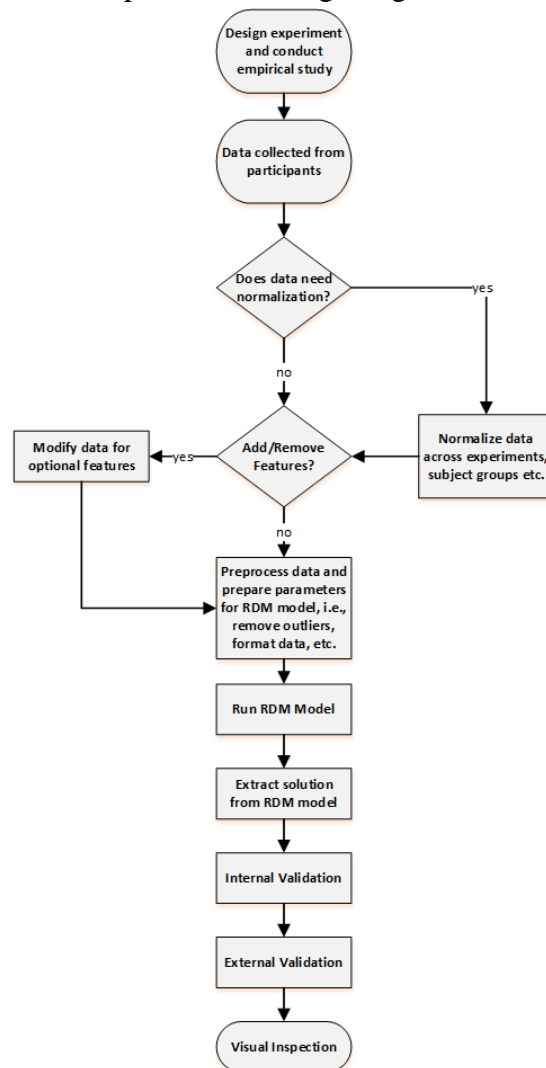 Design experiment
and conduct
empirical study
Data collected from
participants
Does data need
normalization?
yes
no
Modify data for
optional features
yes
Add/Remove
Features?
Normalize data
across experiments,
subject groups etc.
no
Preprocess data and
prepare parameters
for RDM model, i.e.,
remove outliers,
format data, etc.
Run RDM Model
Extract solution
from RDM model
Internal Validation
External Validation
Visual Inspection